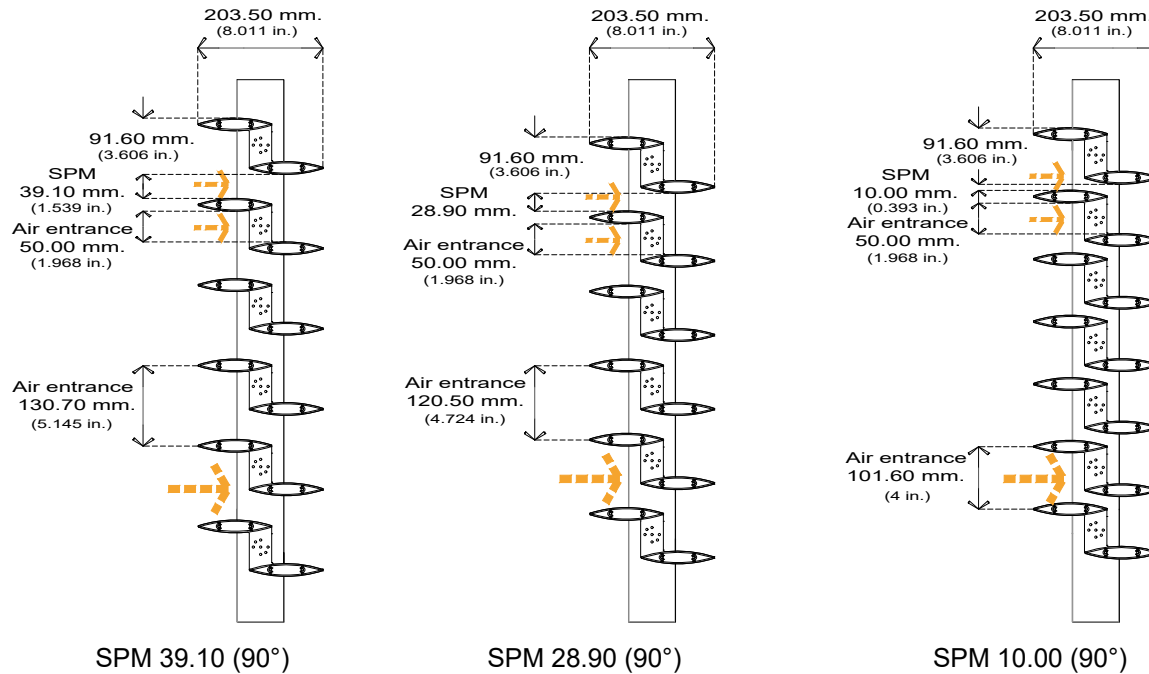 203.50 mm.
(8.011 in.)
91.60 mm.
(3.606 in.)
SPM
39.10 mm.
(1.539 in.)
Air entrance
50.00 mm.
(1.968 in.)
Air entrance
130.70 mm.
(5.145 in.)
SPM 39.10 (90°)
203.50 mm.
(8.011 in.)
91.60 mm.
(3.606 in.)
SPM
28.90 mm.
Air entrance
50.00 mm.
(1.968 in.)
Air entrance
120.50 mm.
(4.724 in.)
SPM 28.90 (90°)
203.50 mm.
(8.011 in.)
91.60 mm.
(3.606 in.)
SPM
10.00 mm.
(0.393 in.)
Air entrance
50.00 mm.
(1.968 in.)
Air entrance
101.60 mm.
(4 in.)
SPM 10.00 (90°)